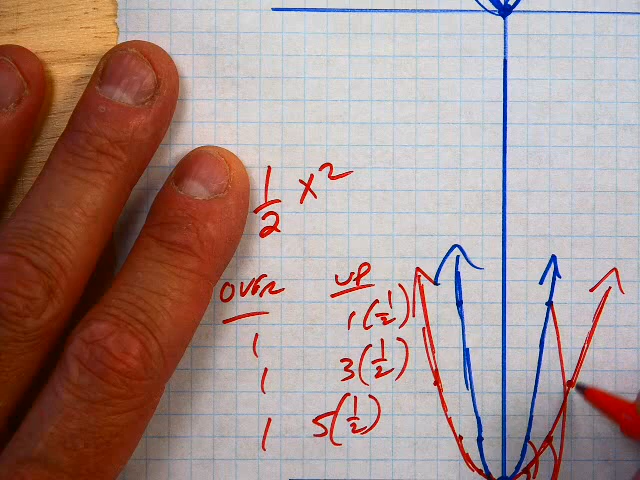 1/2 x²
OVER UP
1 1(1/2)
1 3(1/2)
1 5(1/2)